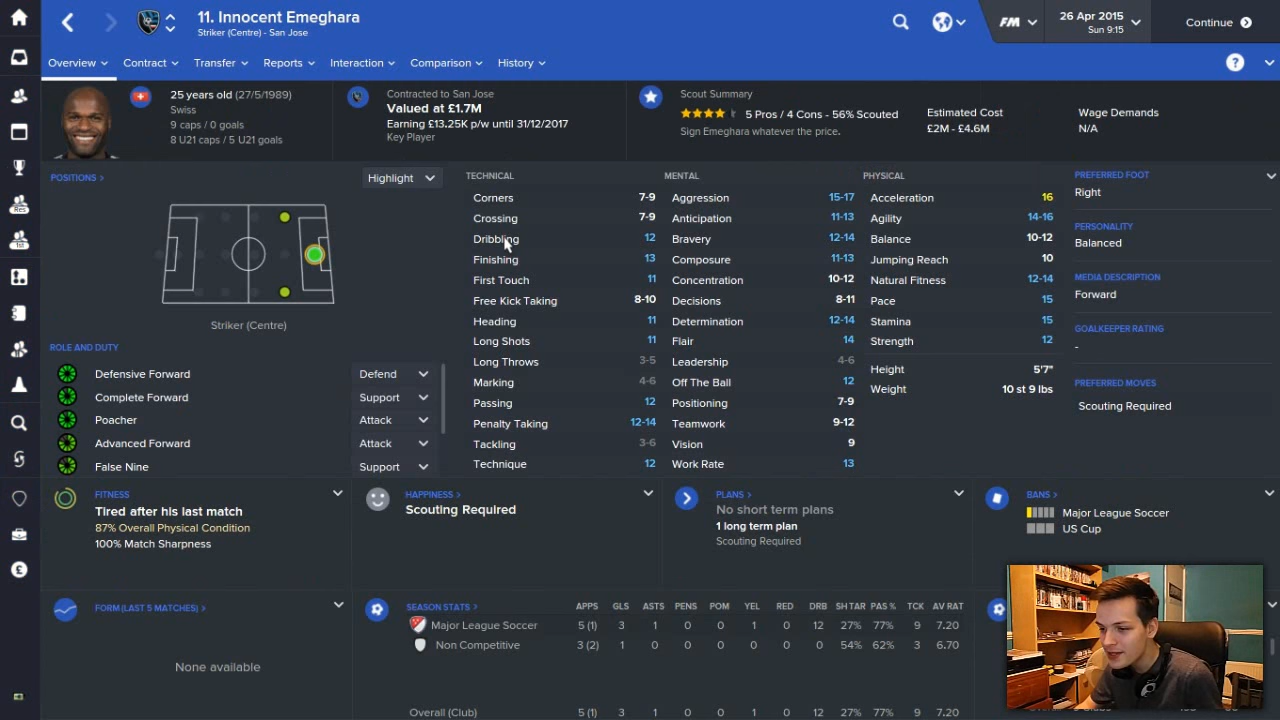 11. Innocent Emeghara
Striker (Centre) - San Jose
FM
26 Apr 2015
Sun 9:15
Continue
Overview
Contract
Transfer
Reports
Interaction
Comparison
History
?
25 years old (27/5/1989)
Swiss
9 caps / 0 goals
8 U21 caps / 5 U21 goals
Contracted to San Jose
Valued at £1.7M
Earning £13.25K p/w until 31/12/2017
Key Player
Scout Summary
5 Pros / 4 Cons - 56% Scouted
Sign Emeghara whatever the price.
Estimated Cost
£2M - £4.6M
Wage Demands
N/A
POSITIONS >
Highlight
Striker (Centre)
ROLE AND DUTY
Defensive Forward Defend
Complete Forward Support
Poacher Attack
Advanced Forward Attack
False Nine Support
TECHNICAL
Corners 7-9
Crossing 7-9
Dribbling 12
Finishing 13
First Touch 11
Free Kick Taking 8-10
Heading 11
Long Shots 11
Long Throws 3-5
Marking 4-6
Passing 12
Penalty Taking 12-14
Tackling 3-6
Technique 12
MENTAL
Aggression 15-17
Anticipation 11-13
Bravery 12-14
Composure 11-13
Concentration 10-12
Decisions 8-11
Determination 12-14
Flair 14
Leadership 4-6
Off The Ball 12
Positioning 7-9
Teamwork 9-12
Vision 9
Work Rate 13
PHYSICAL
Acceleration 16
Agility 14-16
Balance 10-12
Jumping Reach 10
Natural Fitness 12-14
Pace 15
Stamina 15
Strength 12
Height 5'7"
Weight 10 st 9 lbs
PREFERRED FOOT
Right
PERSONALITY
Balanced
MEDIA DESCRIPTION
Forward
GOALKEEPER RATING
-
PREFERRED MOVES
Scouting Required
FITNESS
Tired after his last match
87% Overall Physical Condition
100% Match Sharpness
HAPPINESS >
Scouting Required
PLANS >
No short term plans
1 long term plan
Scouting Required
BANS >
Major League Soccer
US Cup
FORM (LAST 5 MATCHES) >
None available
SEASON STATS > APPS GLS ASTS PENS POM YEL RED DRB SH TAR PAS % TCK AV RAT
Major League Soccer 5 (1) 3 1 0 0 1 0 12 27% 77% 9 7.20
Non Competitive 3 (2) 1 0 0 0 0 0 0 54% 62% 3 6.70
Overall (Club) 5 (1) 3 1 0 0 1 0 12 27% 77% 9 7.20